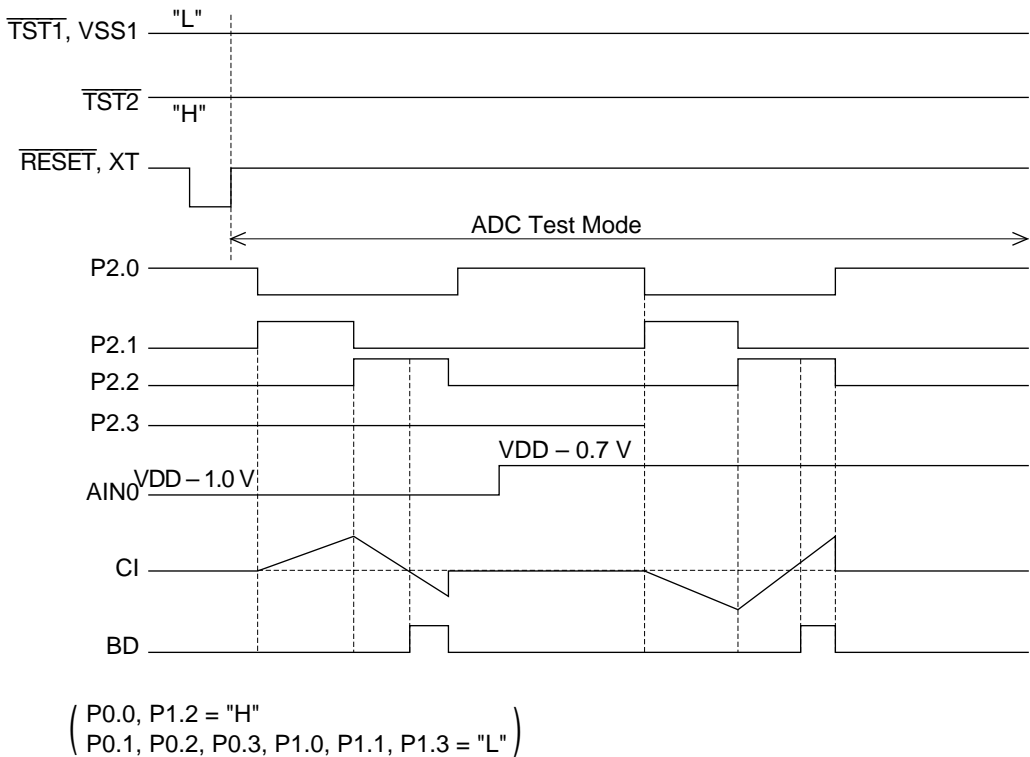 TST1, VSS1 "L"
TST2
"H"
RESET, XT
ADC Test Mode
P2.0
P2.1
P2.2
P2.3
VDD – 0.7 V
AIN0 VDD – 1.0 V
CI
BD
P0.0, P1.2 = "H"
P0.1, P0.2, P0.3, P1.0, P1.1, P1.3 = "L"